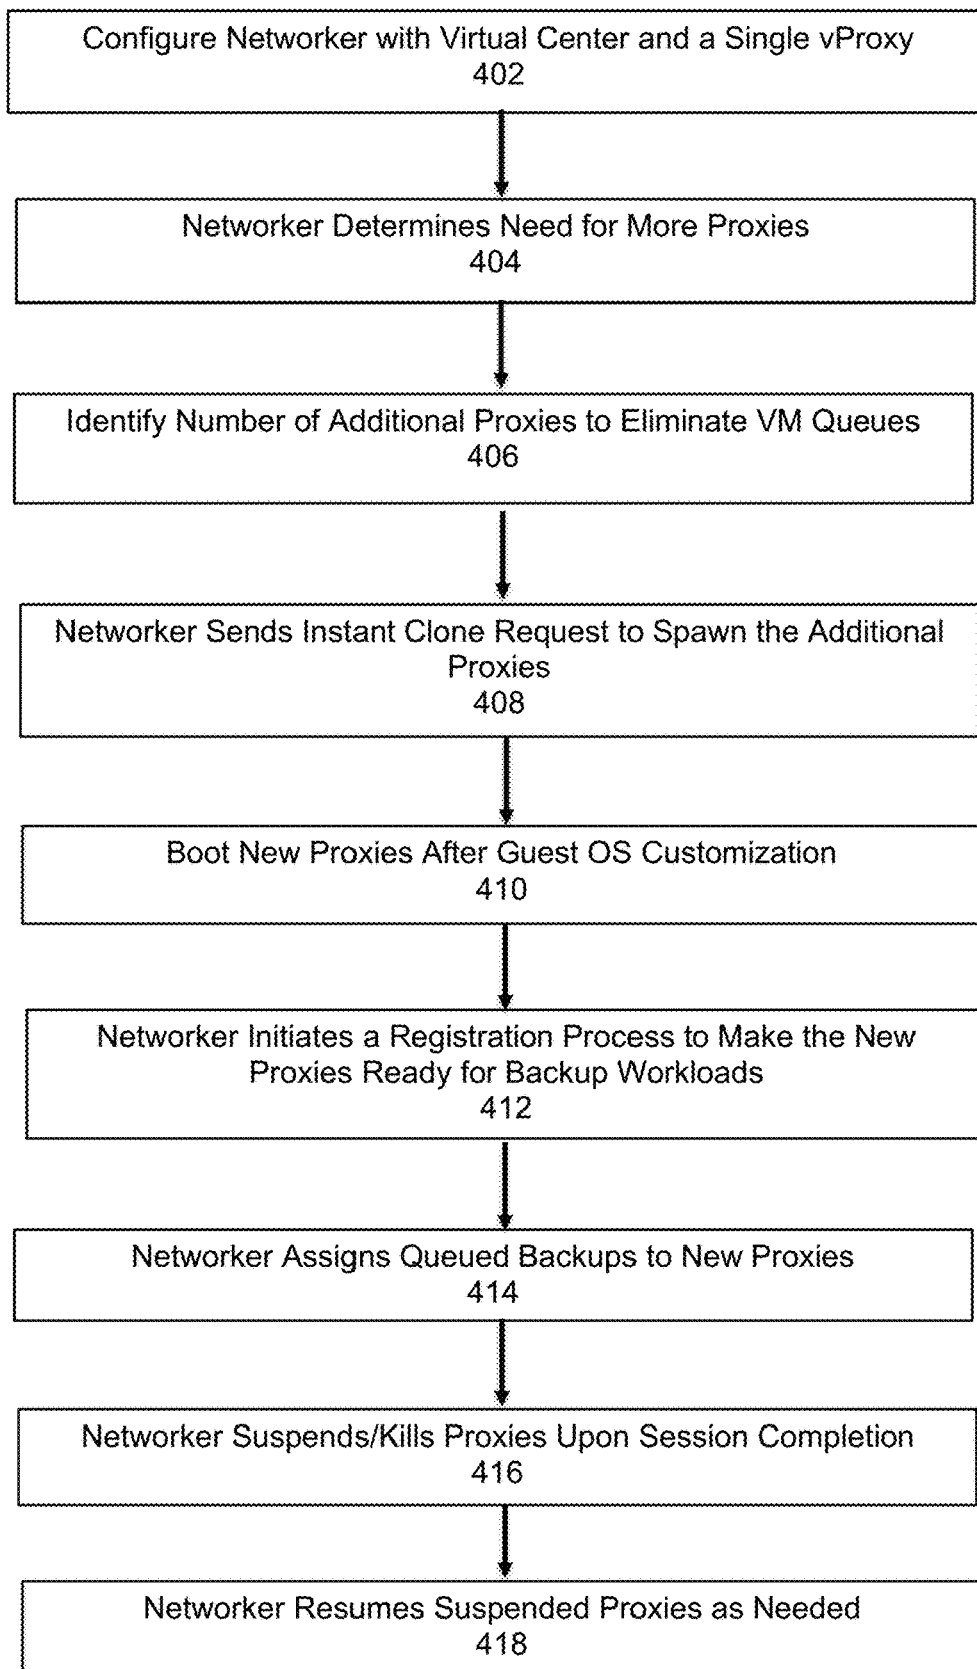 Configure Networker with Virtual Center and a Single vProxy
402
Networker Determines Need for More Proxies
404
Identify Number of Additional Proxies to Eliminate VM Queues
406
Networker Sends Instant Clone Request to Spawn the Additional
Proxies
408
Boot New Proxies After Guest OS Customization
410
Networker Initiates a Registration Process to Make the New
Proxies Ready for Backup Workloads
412
Networker Assigns Queued Backups to New Proxies
414
Networker Suspends/Kills Proxies Upon Session Completion
416
Networker Resumes Suspended Proxies as Needed
418